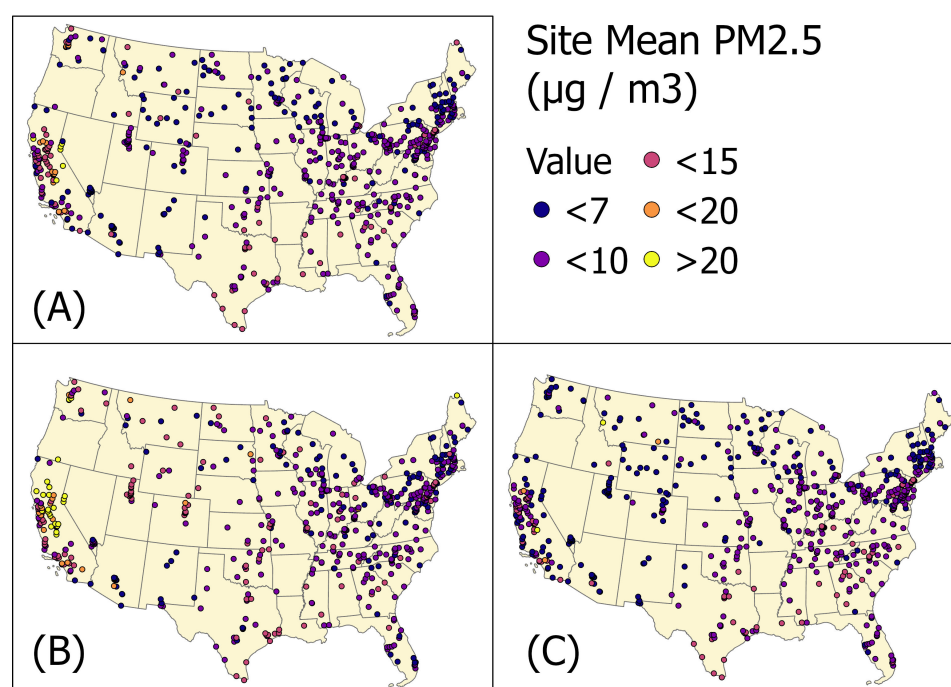 Site Mean PM2.5
(µg / m3)
Value <15
<7 <20
<10 >20
(A)
(B)
(C)